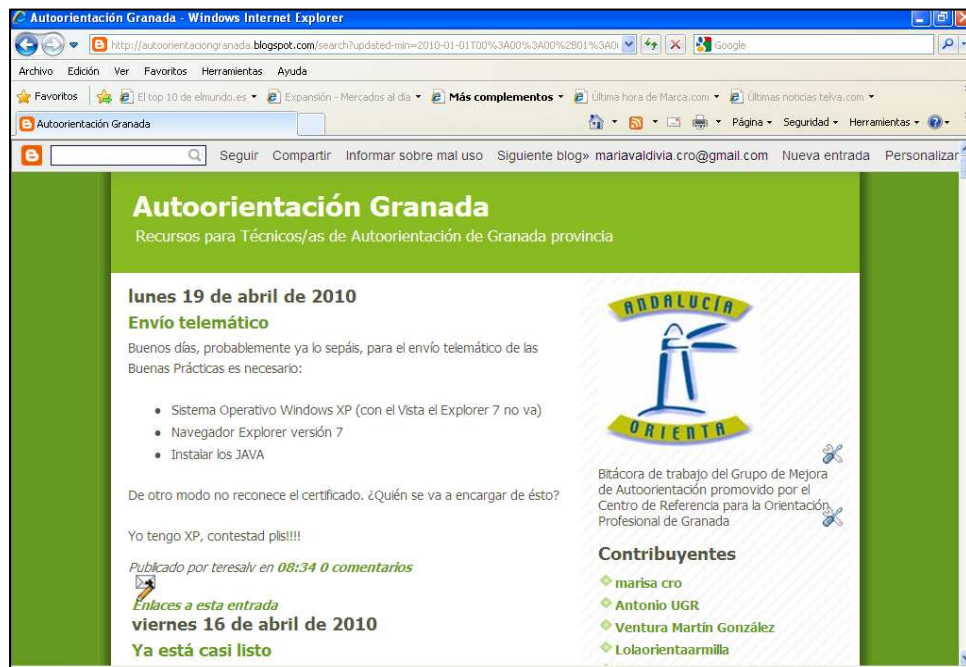 Autoorientación Granada - Windows Internet Explorer
http://autoorientaciongranada.blogspot.com/search?updated-min=2010-01-01T00%3A00%3A00%2B01%3A0
Google
Archivo Edición Ver Favoritos Herramientas Ayuda
Favoritos El top 10 de elmundo.es Expansión - Mercados al día Más complementos Última hora de Marca.com Últimas noticias telva.com
Autoorientación Granada
Página Seguridad Herramientas
Seguir Compartir Informar sobre mal uso Siguiente blog» mariavaldivia.cro@gmail.com Nueva entrada Personalizar
Autoorientación Granada
Recursos para Técnicos/as de Autoorientación de Granada provincia
lunes 19 de abril de 2010
Envío telemático
Buenos días, probablemente ya lo sepáis, para el envío telemático de las
Buenas Prácticas es necesario:
Sistema Operativo Windows XP (con el Vista el Explorer 7 no va)
Navegador Explorer versión 7
Instalar los JAVA
De otro modo no reconece el certificado. ¿Quién se va a encargar de ésto?
Yo tengo XP, contestad plis!!!!
Publicado por teresalv en 08:34 0 comentarios
Enlaces a esta entrada
viernes 16 de abril de 2010
Ya está casi listo
ANDALUCÍA
ORIENTA
Bitácora de trabajo del Grupo de Mejora
de Autoorientación promovido por el
Centro de Referencia para la Orientación
Profesional de Granada
Contribuyentes
marisa cro
Antonio UGR
Ventura Martín González
Lolaorientaarmilla